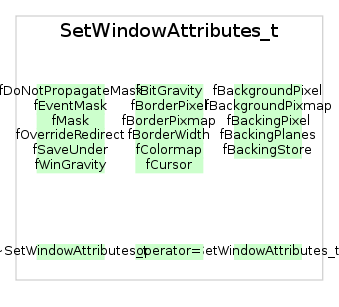 SetWindowAttributes_t
fDoNotPropagateMask fBitGravity fBackgroundPixel
fEventMask fBorderPixel fBackgroundPixmap
fMask fBorderPixmap fBackingPixel
fOverrideRedirect fBorderWidth fBackingPlanes
fSaveUnder fColormap fBackingStore
fWinGravity fCursor
~SetWindowAttributes_t operator= SetWindowAttributes_t